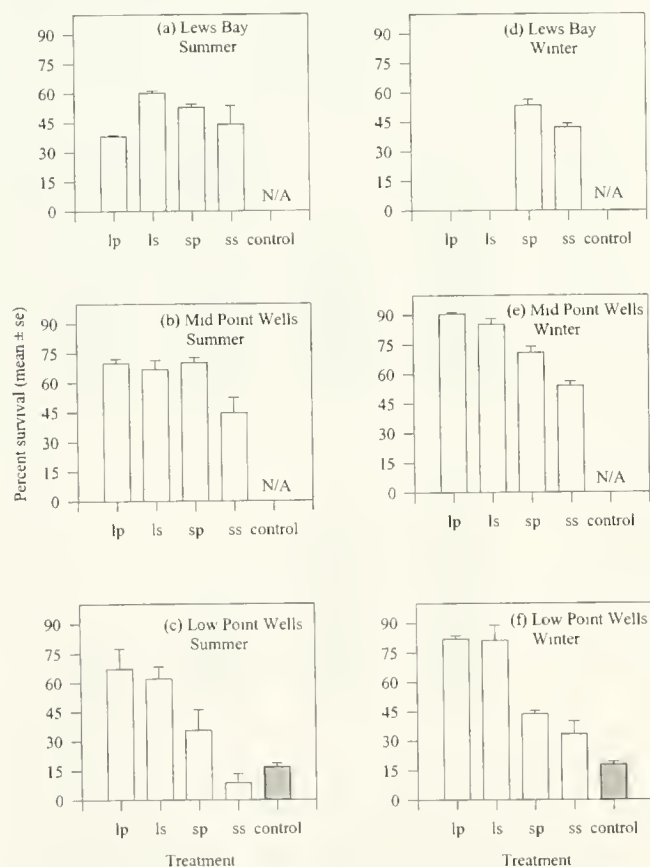 (a) Lews Bay
Summer
90
75
60
45
30
15
0
N/A
lp ls sp ss control
(d) Lews Bay
Winter
90
75
60
45
30
15
0
N/A
lp ls sp ss control
Percent survival (mean ± se)
(b) Mid Point Wells
Summer
90
75
60
45
30
15
0
N/A
lp ls sp ss control
(e) Mid Point Wells
Winter
90
75
60
45
30
15
0
N/A
lp ls sp ss control
(c) Low Point Wells
Summer
90
75
60
45
30
15
0
lp ls sp ss control
Treatment
(f) Low Point Wells
Winter
90
75
60
45
30
15
0
lp ls sp ss control
Treatment